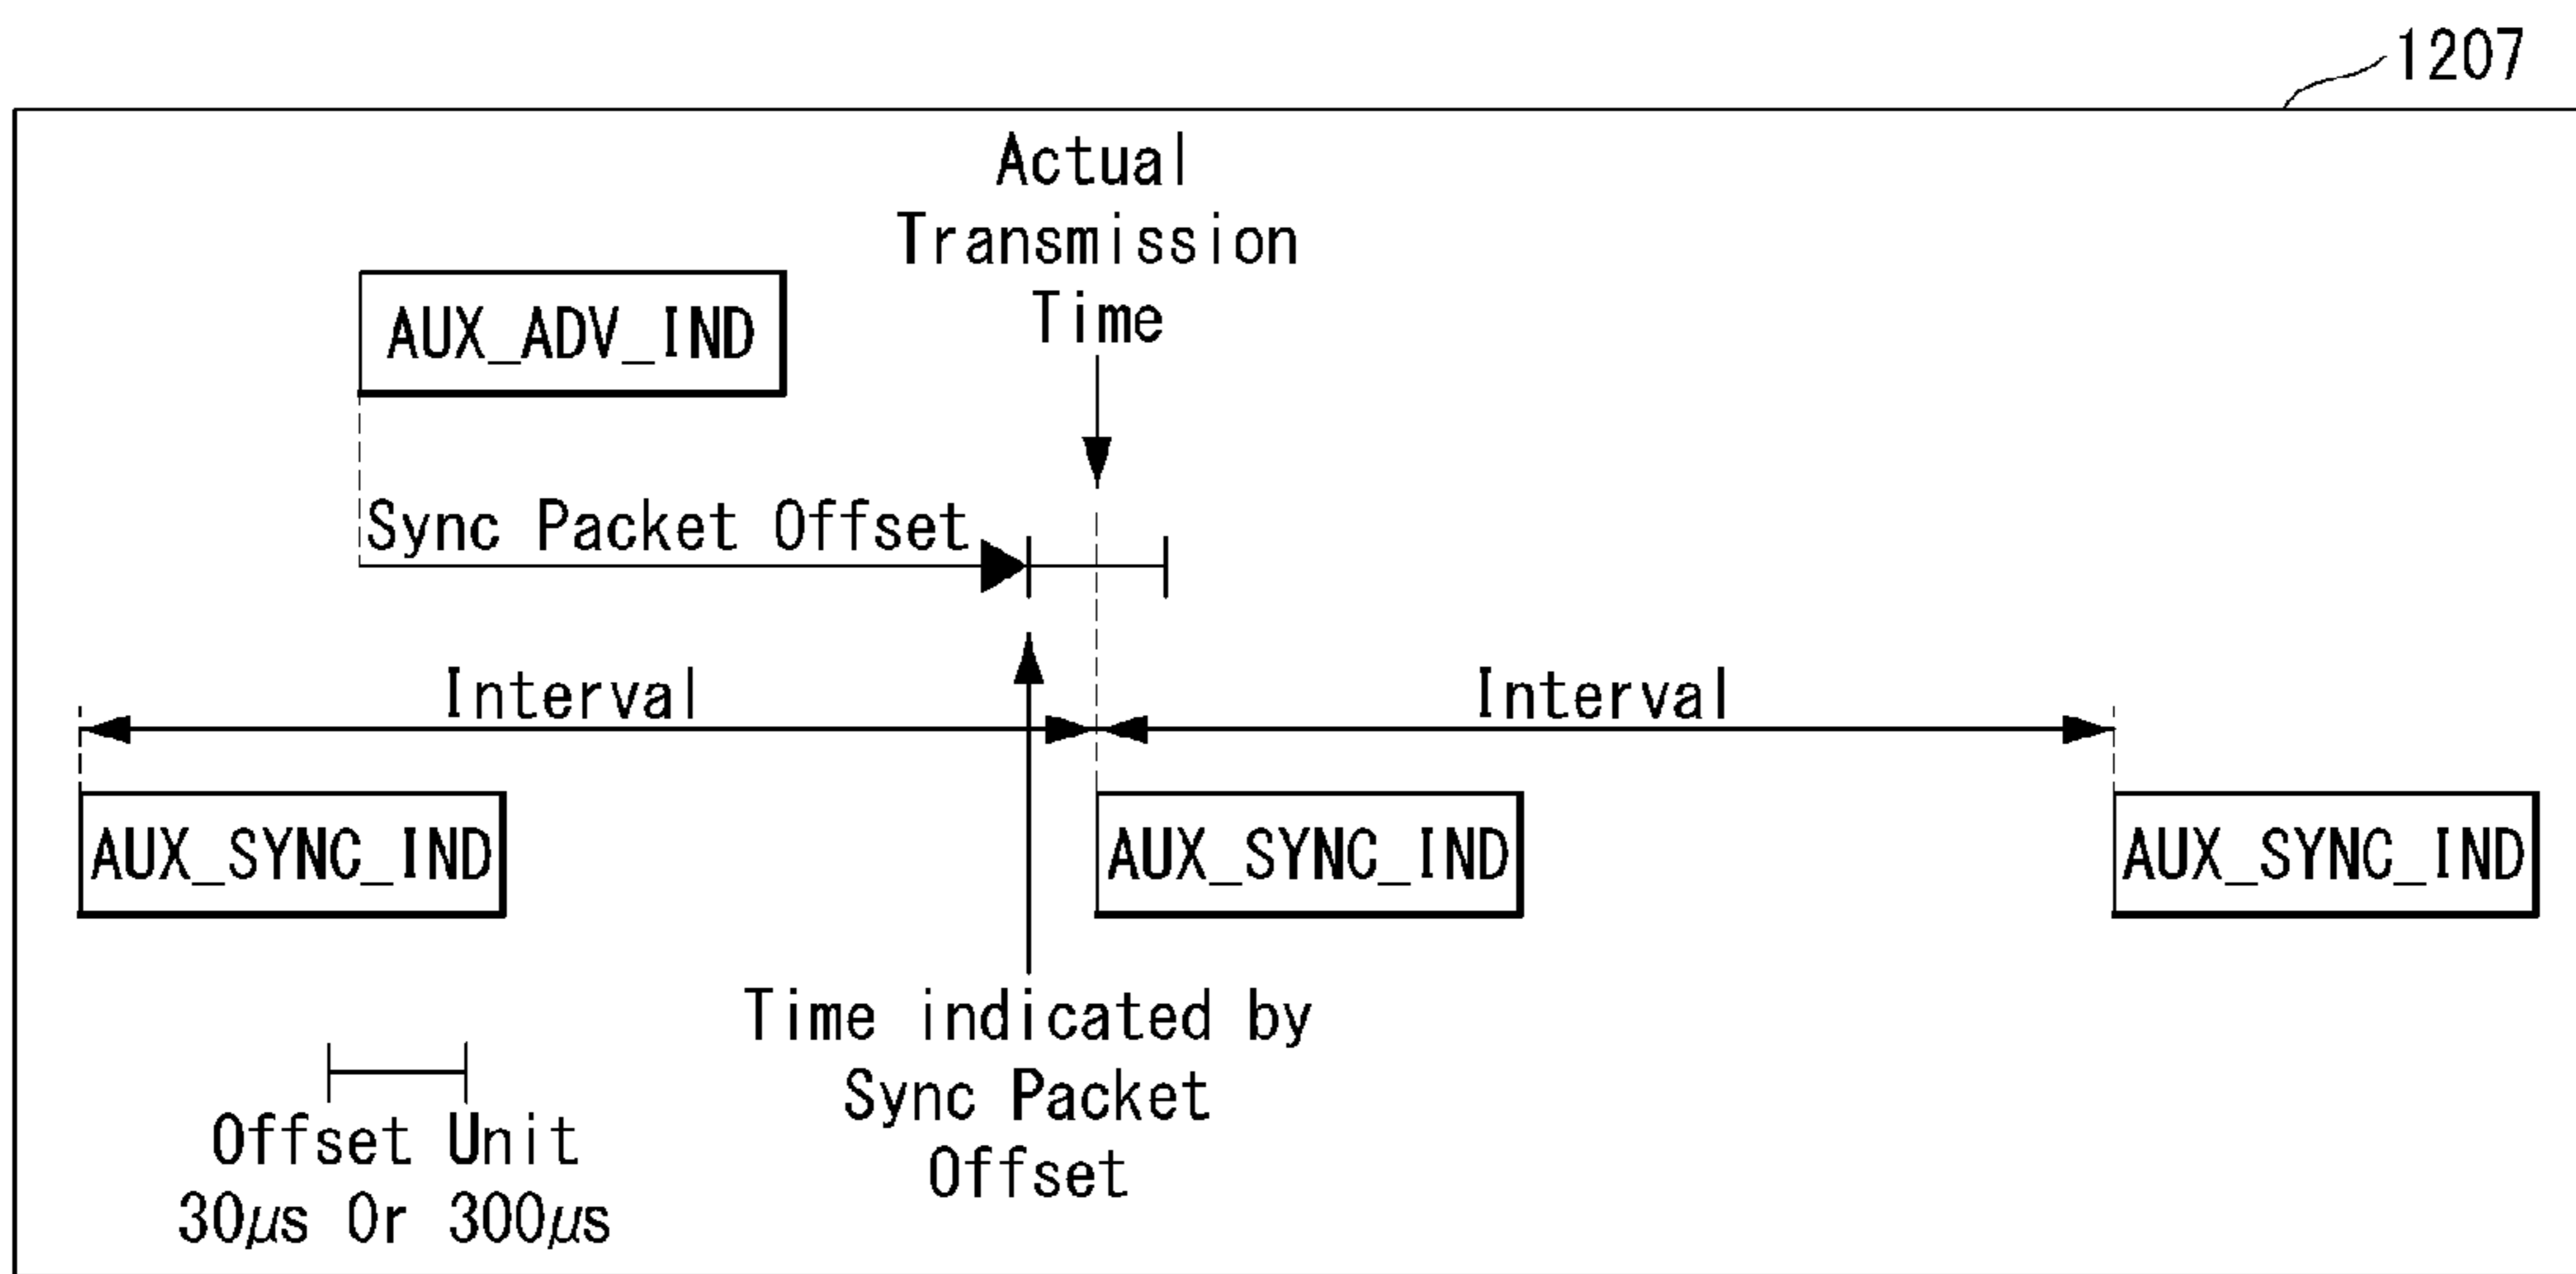 1207
Actual
Transmission
Time
AUX_ADV_IND
Sync Packet Offset
Interval
Interval
AUX_SYNC_IND
AUX_SYNC_IND
AUX_SYNC_IND
Time indicated by
Sync Packet
Offset
Offset Unit
30μs Or 300μs